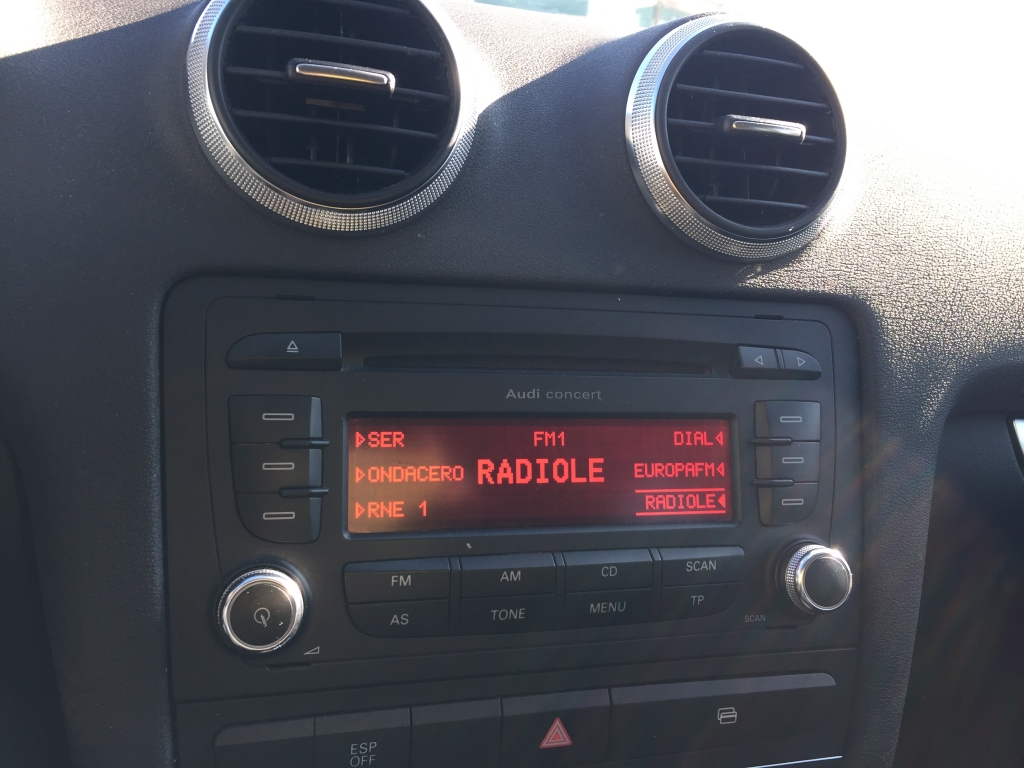 Audi concert
SER FM1 DIAL
ONDACERO RADIOLE EUROPAFM
RNE 1 RADIOLE
FM AM CD SCAN
AS TONE MENU TP
SCAN
ESP
OFF